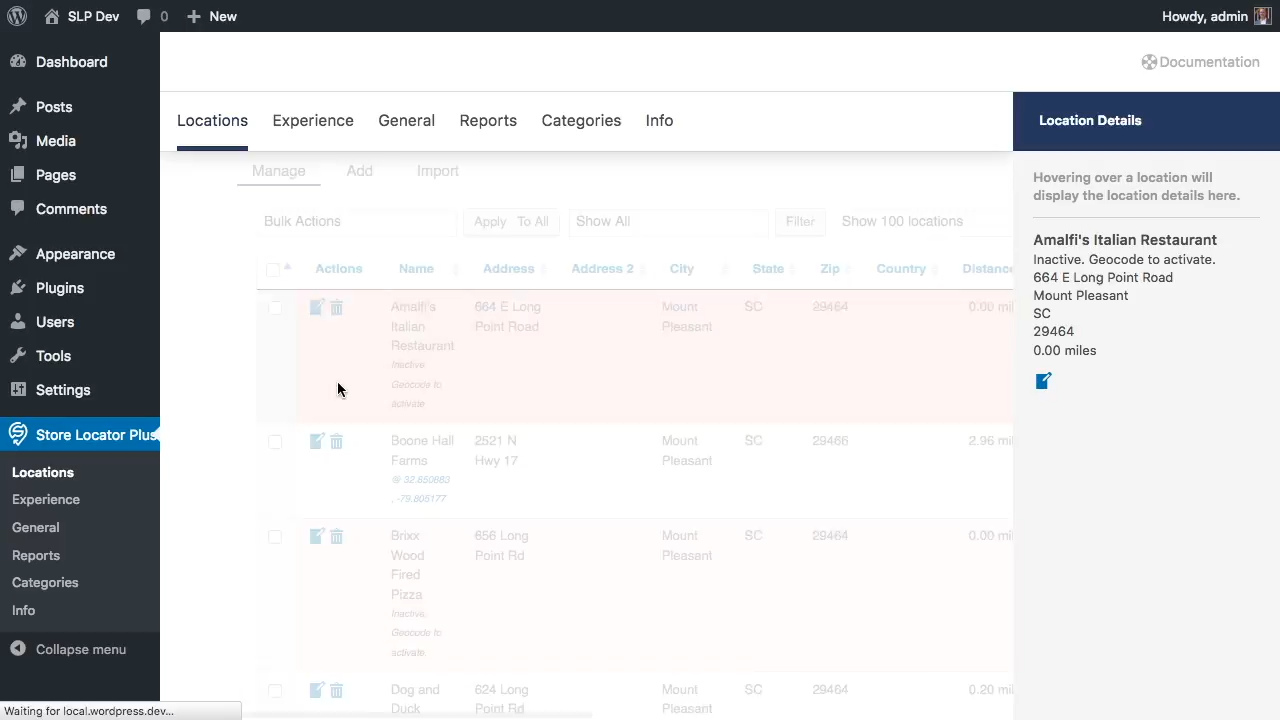 SLP Dev
0
New
Howdy, admin
Dashboard
Posts
Media
Pages
Comments
Appearance
Plugins
Users
Tools
Settings
Store Locator Plus
Locations
Experience
General
Reports
Categories
Info
Collapse menu
Waiting for local.wordpress.dev...
Documentation
Locations Experience General Reports Categories Info
Manage Add Import
Bulk Actions Apply To All Show All Filter Show 100 locations
Actions Name Address Address 2 City State Zip Country Distance
Amalfi's 664 E Long Mount SC 29464 0.00 mil
Italian Point Road Pleasant
Restaurant
Inactive
Geocode to
activate
Boone Hall 2521 N Mount SC 29466 2.96 mil
Farms Hwy 17 Pleasant
@ 32.850883
, -79.805177
Brixx 656 Long Mount SC 29464 0.00 mil
Wood Point Rd Pleasant
Fired
Pizza
Inactive
Geocode to
activate
Dog and 624 Long Mount SC 29464 0.20 mil
Duck Point Rd Pleasant
Location Details
Hovering over a location will
display the location details here.
Amalfi's Italian Restaurant
Inactive. Geocode to activate.
664 E Long Point Road
Mount Pleasant
SC
29464
0.00 miles